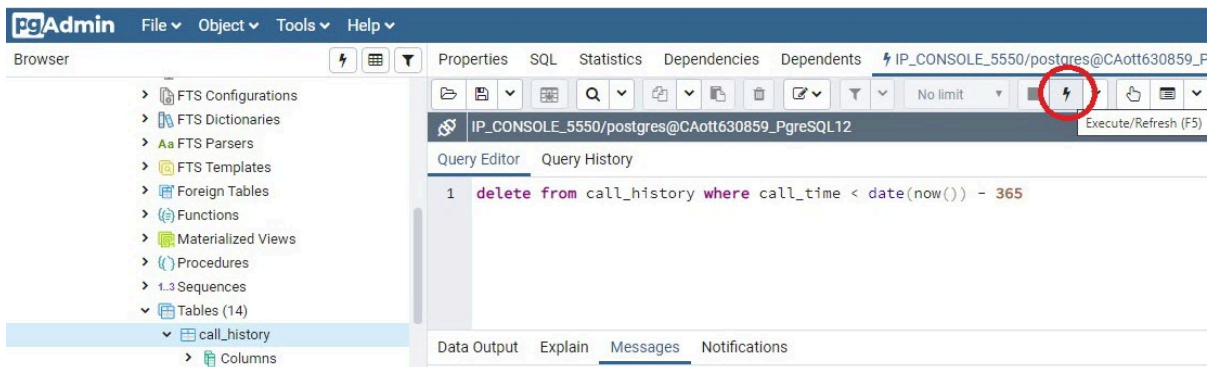 pgAdmin File Object Tools Help
Browser
Properties SQL Statistics Dependencies Dependents IP_CONSOLE_5550/postgres@CAott630859_P
No limit
Execute/Refresh (F5)
IP_CONSOLE_5550/postgres@CAott630859_PgreSQL12
Query Editor Query History
1 delete from call_history where call_time < date(now()) - 365
FTS Configurations
FTS Dictionaries
Aa FTS Parsers
FTS Templates
Foreign Tables
Functions
Materialized Views
Procedures
1..3 Sequences
Tables (14)
call_history
Columns
Data Output Explain Messages Notifications